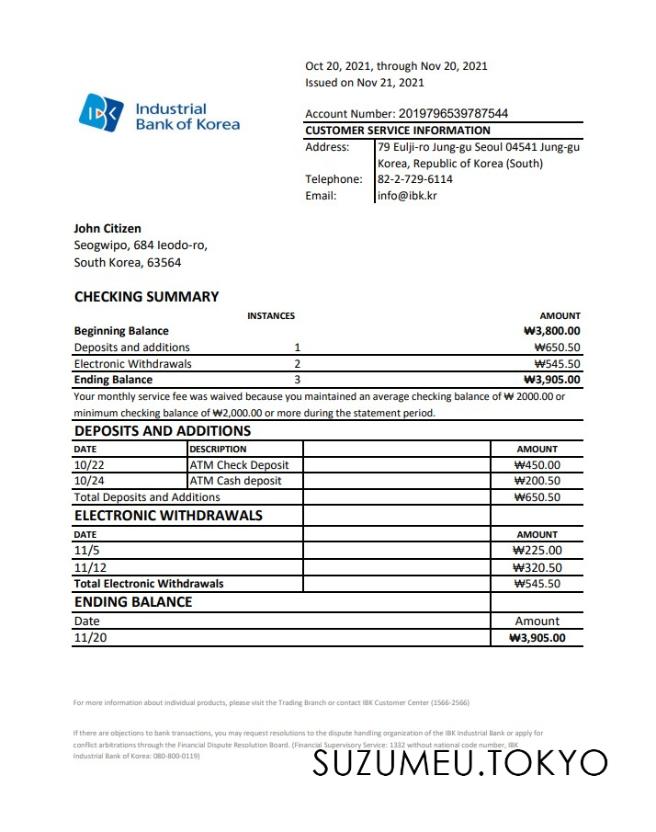 Oct 20, 2021, through Nov 20, 2021
Issued on Nov 21, 2021
IBK
Industrial
Bank of Korea
Account Number: 2019796539787544
CUSTOMER SERVICE INFORMATION
Address: 79 Eulji-ro Jung-gu Seoul 04541 Jung-gu
Korea, Republic of Korea (South)
Telephone: 82-2-729-6114
Email: info@ibk.kr
John Citizen
Seogwipo, 684 Ieodo-ro,
South Korea, 63564
CHECKING SUMMARY
INSTANCES AMOUNT
Beginning Balance ₩3,800.00
Deposits and additions 1 ₩650.50
Electronic Withdrawals 2 ₩545.50
Ending Balance 3 ₩3,905.00
Your monthly service fee was waived because you maintained an average checking balance of ₩ 2000.00 or
minimum checking balance of ₩2,000.00 or more during the statement period.
DEPOSITS AND ADDITIONS
DATE DESCRIPTION AMOUNT
10/22 ATM Check Deposit ₩450.00
10/24 ATM Cash deposit ₩200.50
Total Deposits and Additions ₩650.50
ELECTRONIC WITHDRAWALS
DATE AMOUNT
11/5 ₩225.00
11/12 ₩320.50
Total Electronic Withdrawals ₩545.50
ENDING BALANCE
Date Amount
11/20 ₩3,905.00
For more information about individual products, please visit the Trading Branch or contact IBK Customer Center (1566-2566)
If there are objections to bank transactions, you may request resolutions to the dispute handling organization of the IBK Industrial Bank or apply for
conflict arbitrations through the Financial Dispute Resolution Board. (Financial Supervisory Service: 1332 without national code number, IBK
Industrial Bank of Korea: 080-800-0119)
SUZUMEU.TOKYO